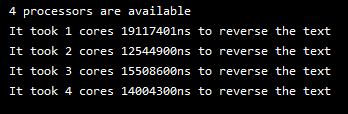 4 processors are available
It took 1 cores 19117401ns to reverse the text
It took 2 cores 12544900ns to reverse the text
It took 3 cores 15508600ns to reverse the text
It took 4 cores 14004300ns to reverse the text